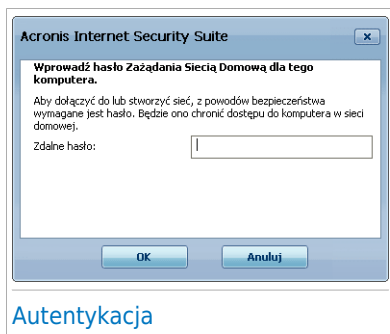 Acronis Internet Security Suite
Wprowadź hasło Zażądania Siecią Domową dla tego
komputera.
Aby dołączyć do lub stworzyć sieć, z powodów bezpieczeństwa
wymagane jest hasło. Będzie ono chronić dostępu do komputera w sieci
domowej.
Zdalne hasło:
OK
Anuluj
Autentykacja